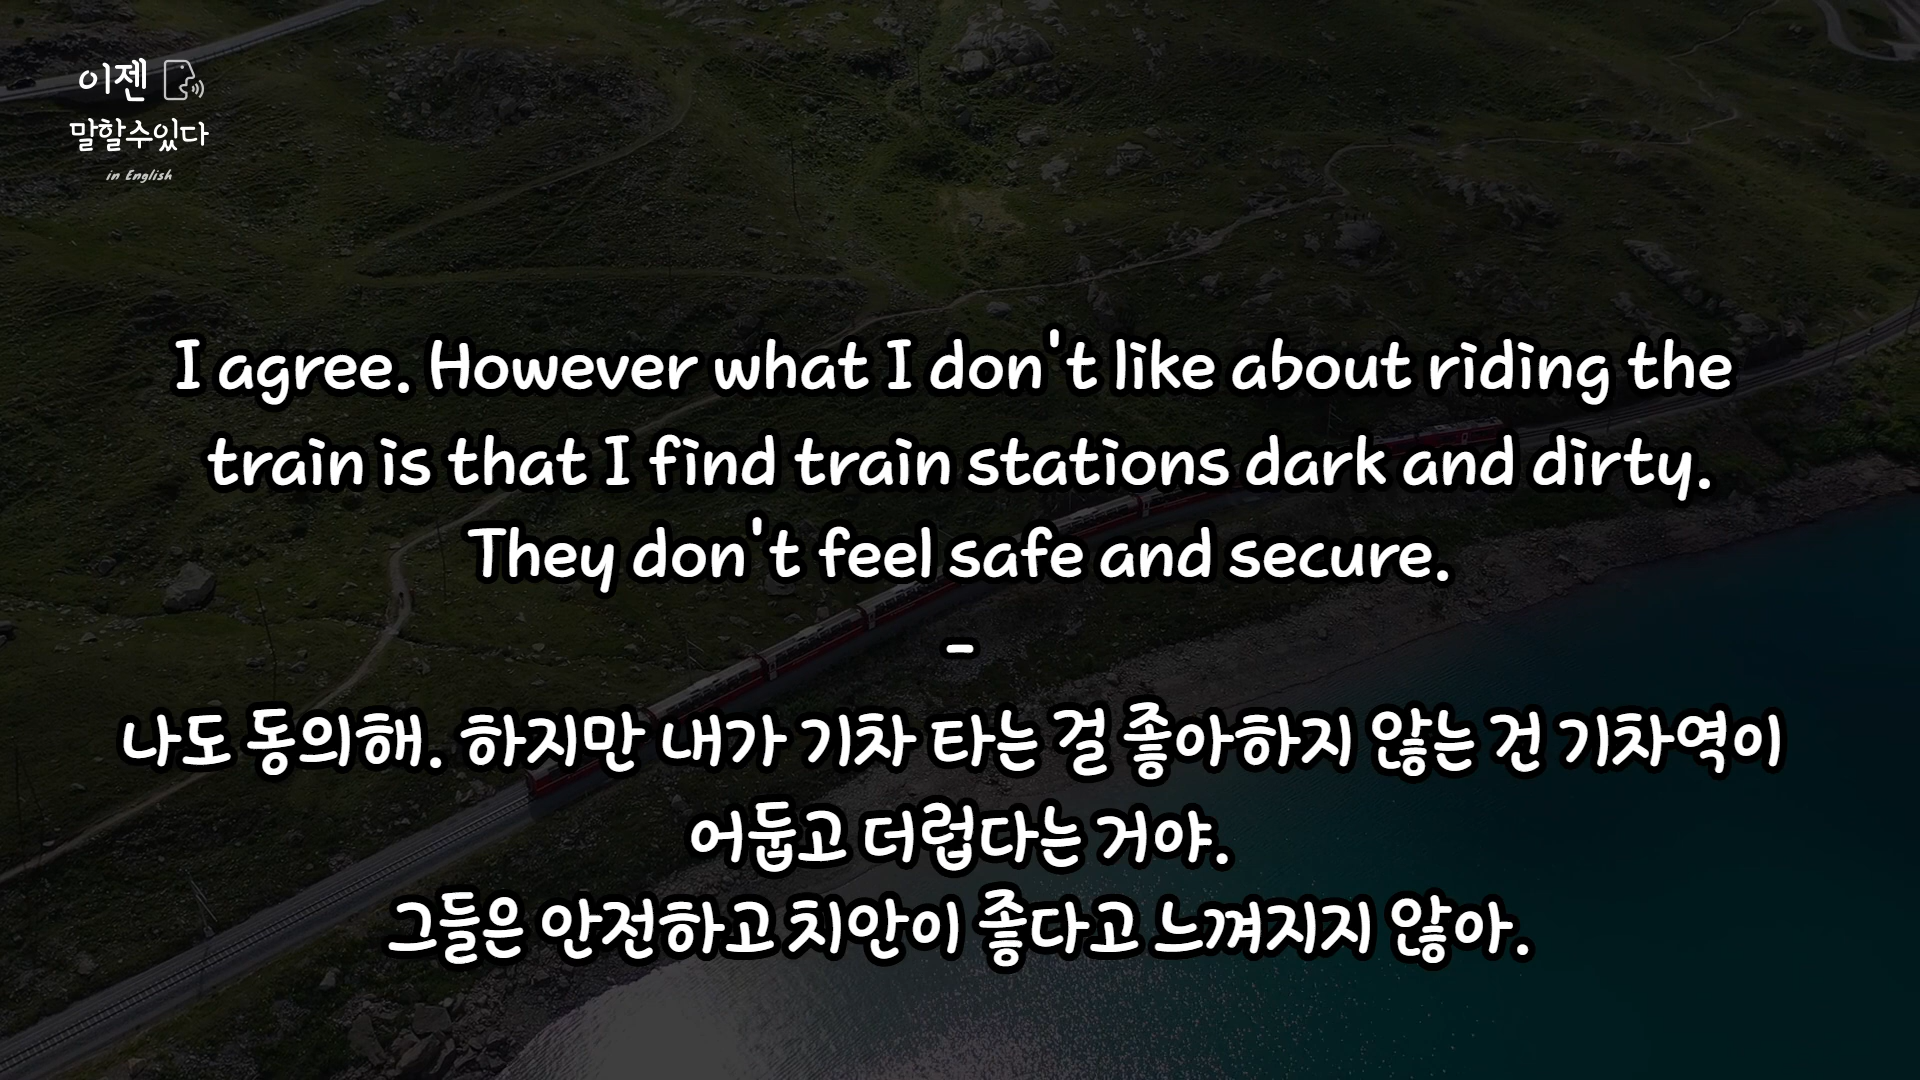 이젠
말할수있다
in English
I agree. However what I don't like about riding the
train is that I find train stations dark and dirty.
They don't feel safe and secure.
-
나도 동의해. 하지만 내가 기차 타는 걸 좋아하지 않는 건 기차역이
어둡고 더럽다는 거야.
그들은 안전하고 치안이 좋다고 느껴지지 않아.